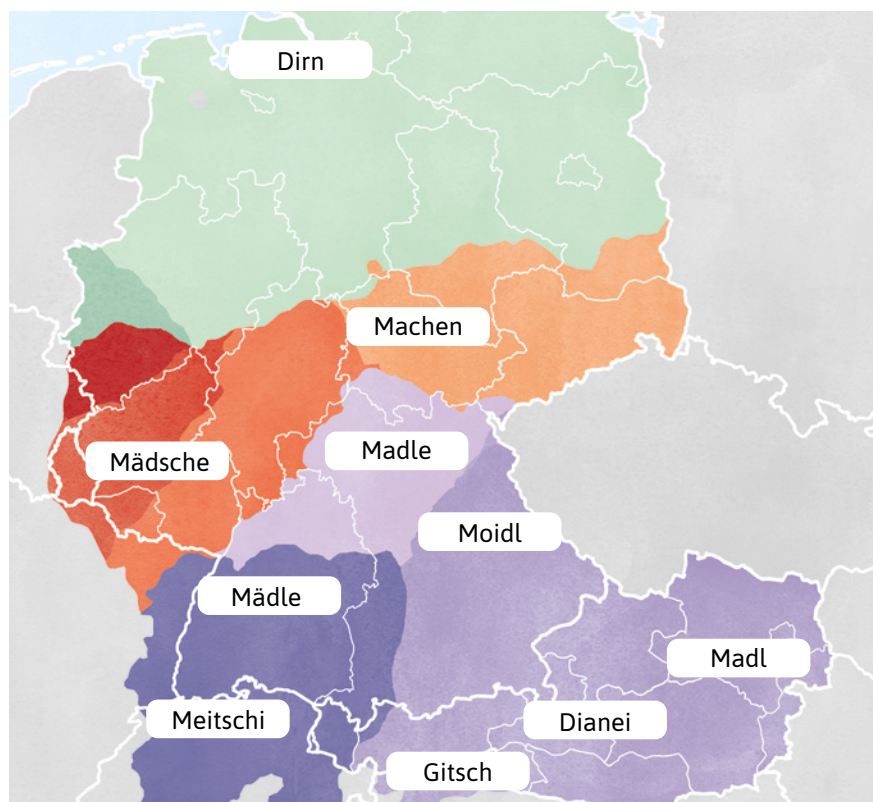 Dirn
Machen
Mädsche
Madle
Moidl
Mädle
Madl
Meitschi
Dianei
Gitsch